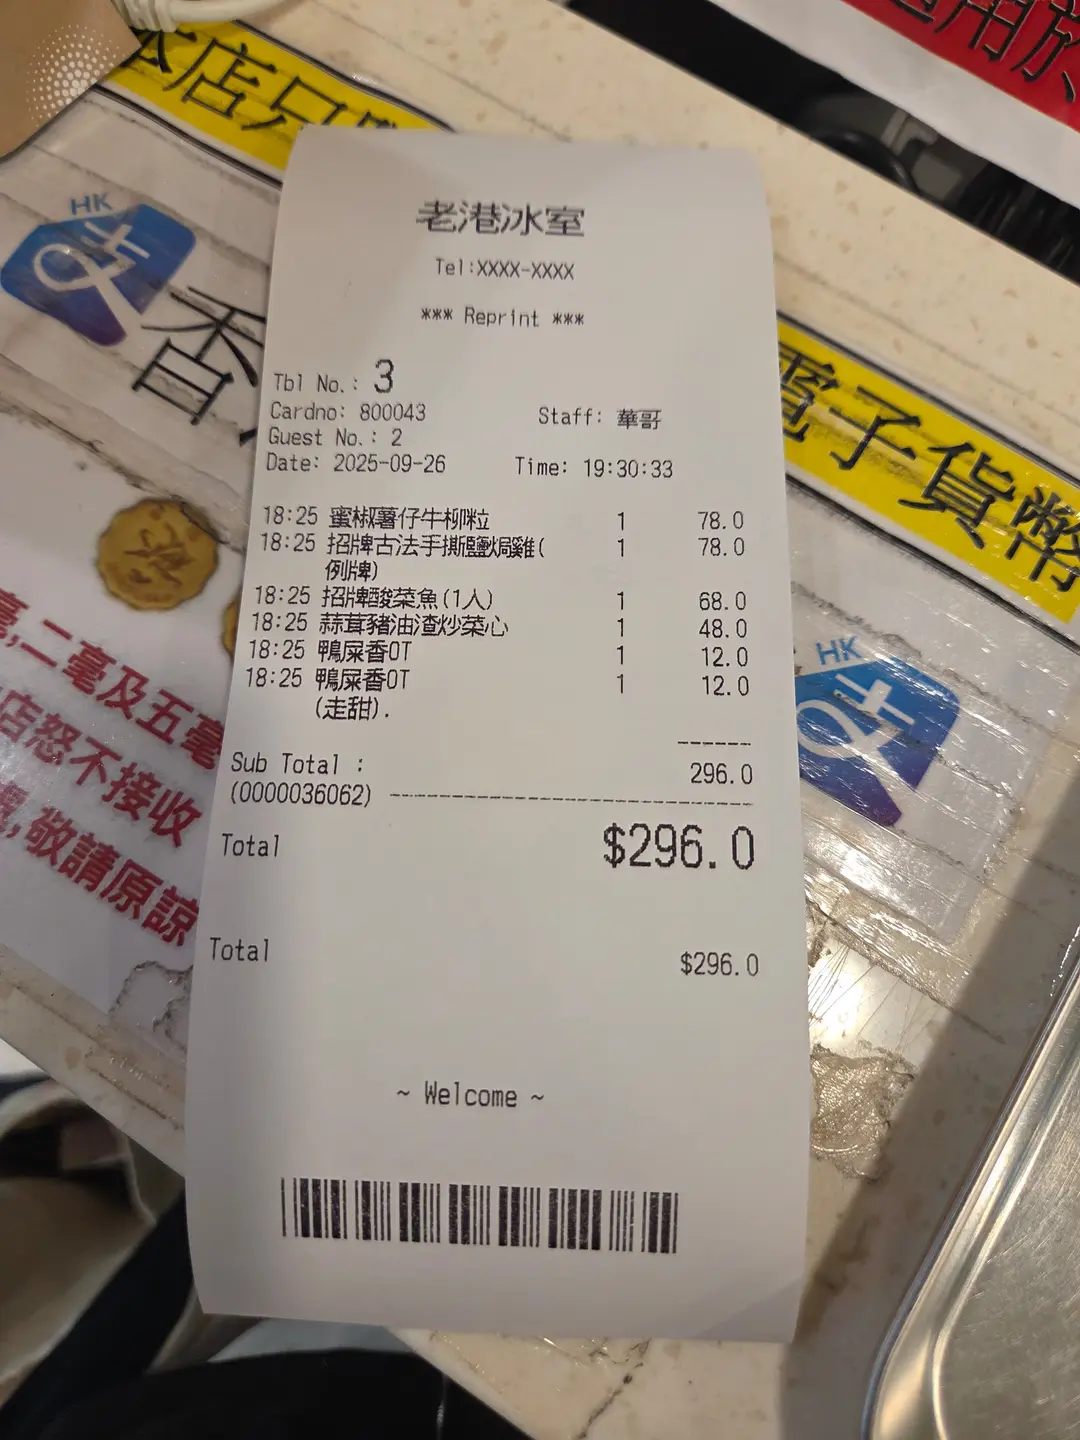 本店只
HK
香
老港冰室
Tel:XXXX-XXXX
*** Reprint ***
Tbl No.: 3
Cardno: 800043 Staff: 華哥
Guest No.: 2
Date: 2025-09-26 Time: 19:30:33
18:25 蜜椒薯仔牛柳粒 1 78.0
18:25 招牌古法手撕鹽焗雞( 1 78.0
例牌)
18:25 招牌酸菜魚(1人) 1 68.0
18:25 蒜茸豬油渣炒菜心 1 48.0
18:25 鴨屎香OT 1 12.0
18:25 鴨屎香OT 1 12.0
(走甜).
Sub Total : 296.0
(0000036062)
Total $296.0
Total $296.0
~ Welcome ~
用於
電子貨幣
HK
毫,二毫及五毫
店恕不接收
,敬請原諒